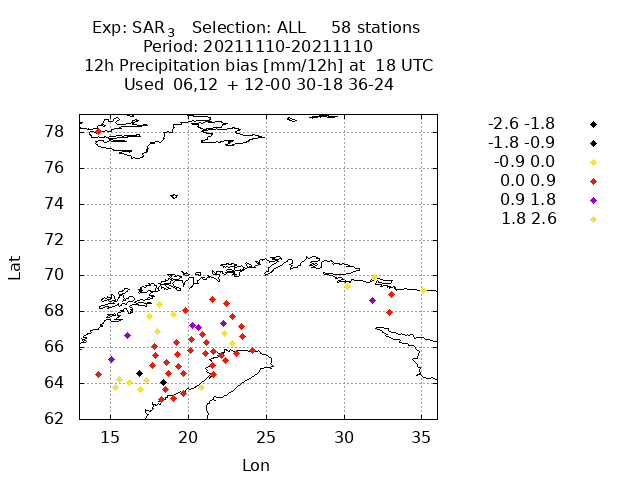 Exp: SAR3 Selection: ALL 58 stations
Period: 20211110-20211110
12h Precipitation bias [mm/12h] at 18 UTC
Used 06,12 + 12-00 30-18 36-24
-2.6 -1.8
-1.8 -0.9
-0.9 0.0
0.0 0.9
0.9 1.8
1.8 2.6
78
76
74
72
70
68
66
64
62
Lat
15 20 25 30 35
Lon